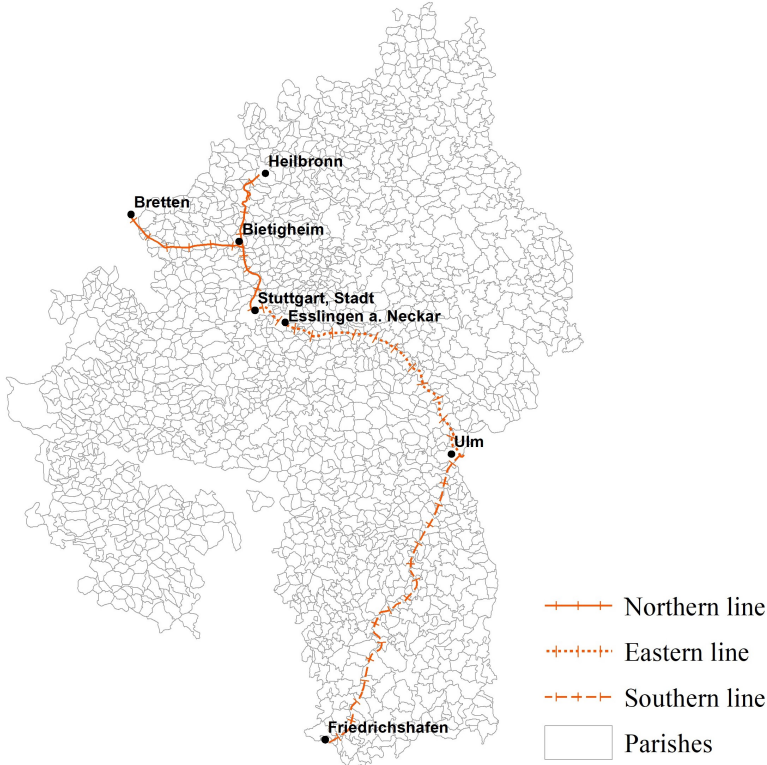 Heilbronn
Bretten
Bietigheim
Stuttgart, Stadt
Esslingen a. Neckar
Ulm
Friedrichshafen
Northern line
Eastern line
Southern line
Parishes